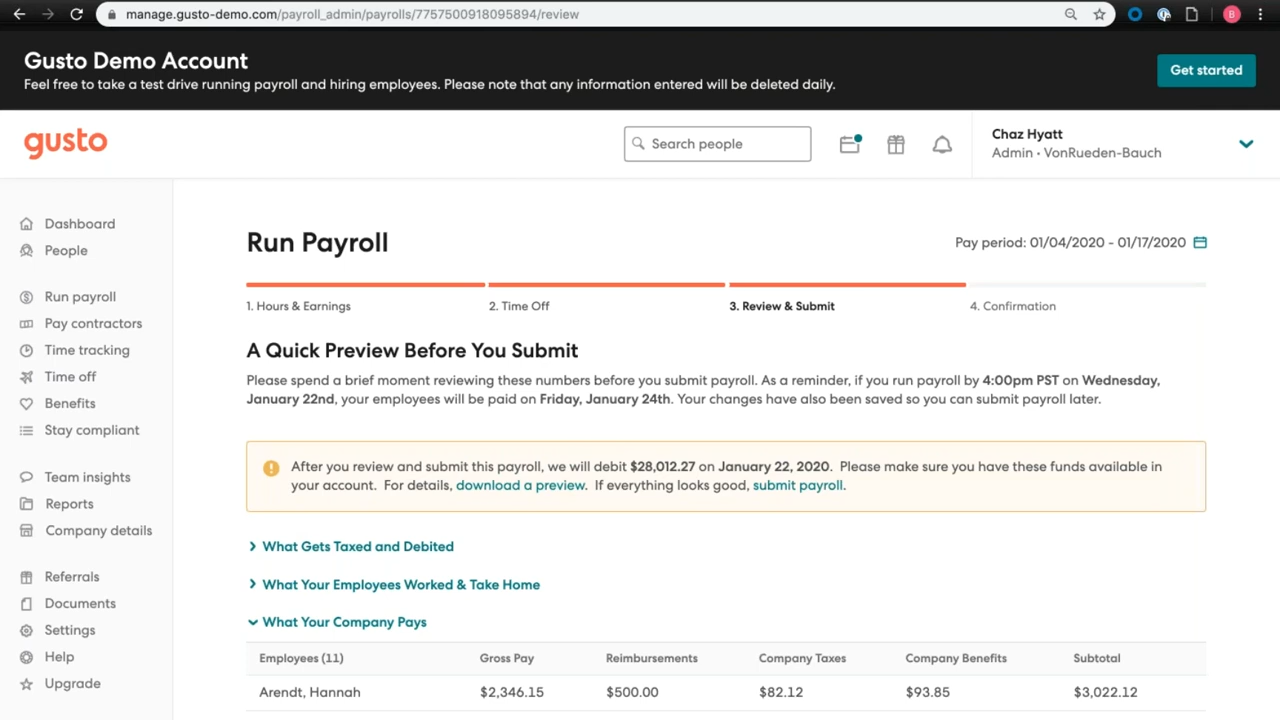 manage.gusto-demo.com/payroll_admin/payrolls/7757500918095894/review
B
Gusto Demo Account
Feel free to take a test drive running payroll and hiring employees. Please note that any information entered will be deleted daily.
Get started
gusto
Search people
Chaz Hyatt
Admin • VonRueden-Bauch
Dashboard
People
Run payroll
Pay contractors
Time tracking
Time off
Benefits
Stay compliant
Team insights
Reports
Company details
Referrals
Documents
Settings
Help
Upgrade
Run Payroll
Pay period: 01/04/2020 - 01/17/2020
1. Hours & Earnings
2. Time Off
3. Review & Submit
4. Confirmation
A Quick Preview Before You Submit
Please spend a brief moment reviewing these numbers before you submit payroll. As a reminder, if you run payroll by 4:00pm PST on Wednesday,
January 22nd, your employees will be paid on Friday, January 24th. Your changes have also been saved so you can submit payroll later.
After you review and submit this payroll, we will debit $28,012.27 on January 22, 2020. Please make sure you have these funds available in
your account. For details, download a preview. If everything looks good, submit payroll.
What Gets Taxed and Debited
What Your Employees Worked & Take Home
What Your Company Pays
Employees (11) Gross Pay Reimbursements Company Taxes Company Benefits Subtotal
Arendt, Hannah $2,346.15 $500.00 $82.12 $93.85 $3,022.12